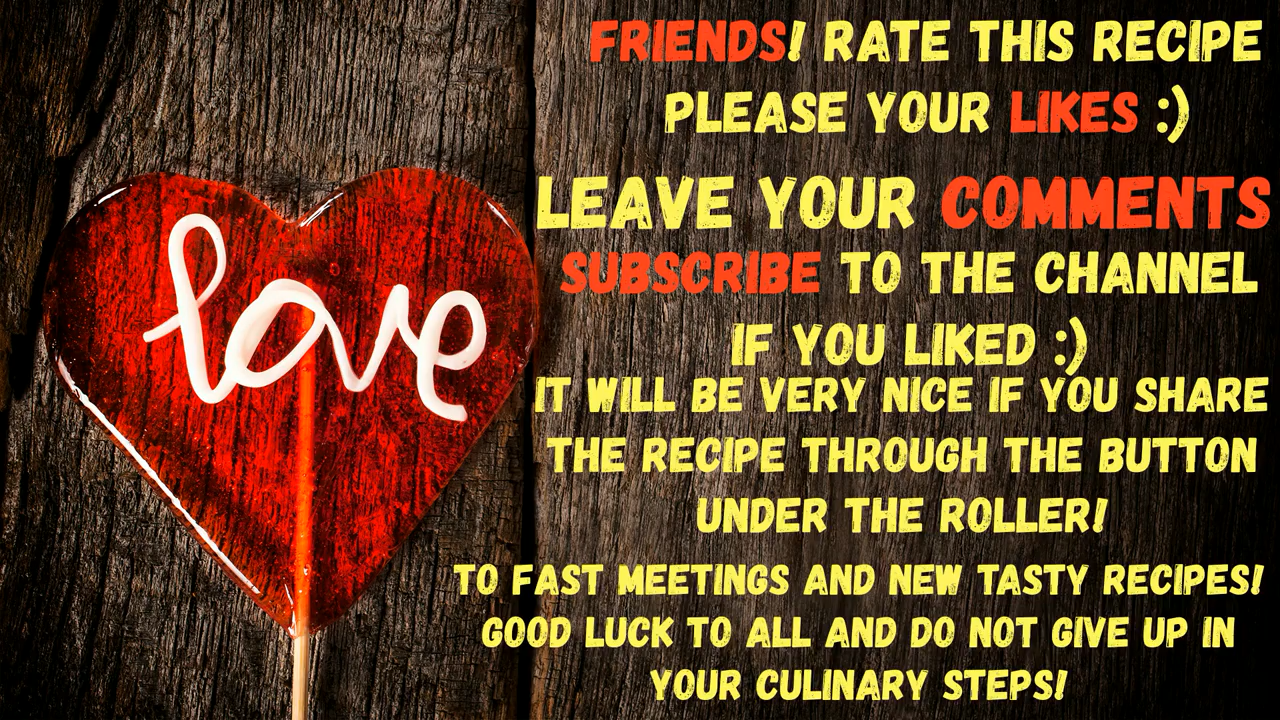 love
FRIENDS! RATE THIS RECIPE
PLEASE YOUR LIKES :)
LEAVE YOUR COMMENTS
SUBSCRIBE TO THE CHANNEL
IF YOU LIKED :)
IT WILL BE VERY NICE IF YOU SHARE
THE RECIPE THROUGH THE BUTTON
UNDER THE ROLLER!
TO FAST MEETINGS AND NEW TASTY RECIPES!
GOOD LUCK TO ALL AND DO NOT GIVE UP IN
YOUR CULINARY STEPS!